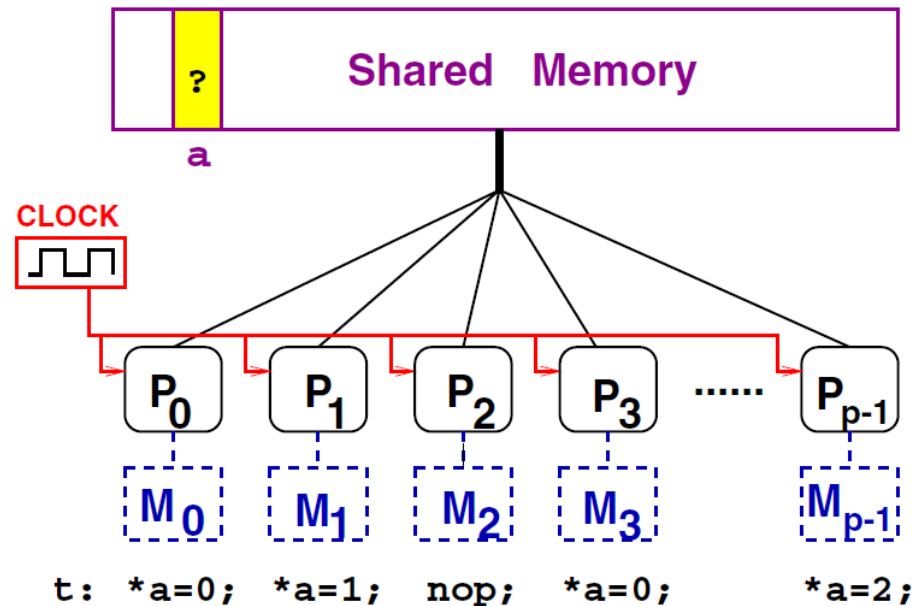 ? Shared Memory
a
CLOCK
P0 P1 P2 P3 ...... Pp-1
M0 M1 M2 M3 Mp-1
t: *a=0; *a=1; nop; *a=0; *a=2;